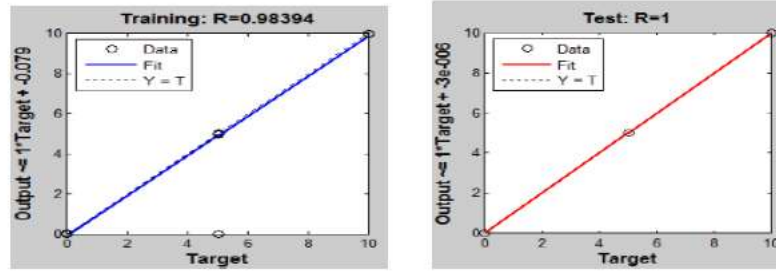 Training: R=0.98394
Output ~= 1*Target + -0.079
10
8
6
4
2
0
Data
Fit
Y = T
0 2 4 6 8 10
Target
Test: R=1
Output ~= 1*Target + -3e-006
10
8
6
4
2
0
Data
Fit
Y = T
0 2 4 6 8 10
Target